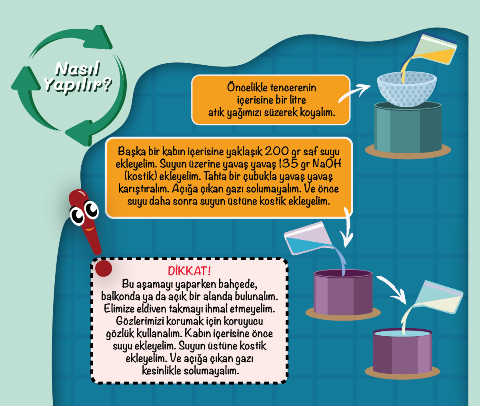 Nasıl
Yapılır?
Öncelikle tencerenin
içerisine bir litre
atık yağımızı süzerek koyalım.
Başka bir kabın içerisine yaklaşık 200 gr saf suyu
ekleyelim. Suyun üzerine yavaş yavaş 135 gr NaOH
(kostik) ekleyelim. Tahta bir çubukla yavaş yavaş
karıştıralım. Açığa çıkan gazı solumayalım. Ve önce
suyu daha sonra suyun üstüne kostik ekleyelim.
DİKKAT!
Bu aşamayı yaparken bahçede,
balkonda ya da açık bir alanda bulunalım.
Elimize eldiven takmayı ihmal etmeyelim.
Gözlerimizi korumak için koruyucu
gözlük kullanalım. Kabın içerisine önce
suyu ekleyelim. Suyun üstüne kostik
ekleyelim. Ve açığa çıkan gazı
kesinlikle solumayalım.